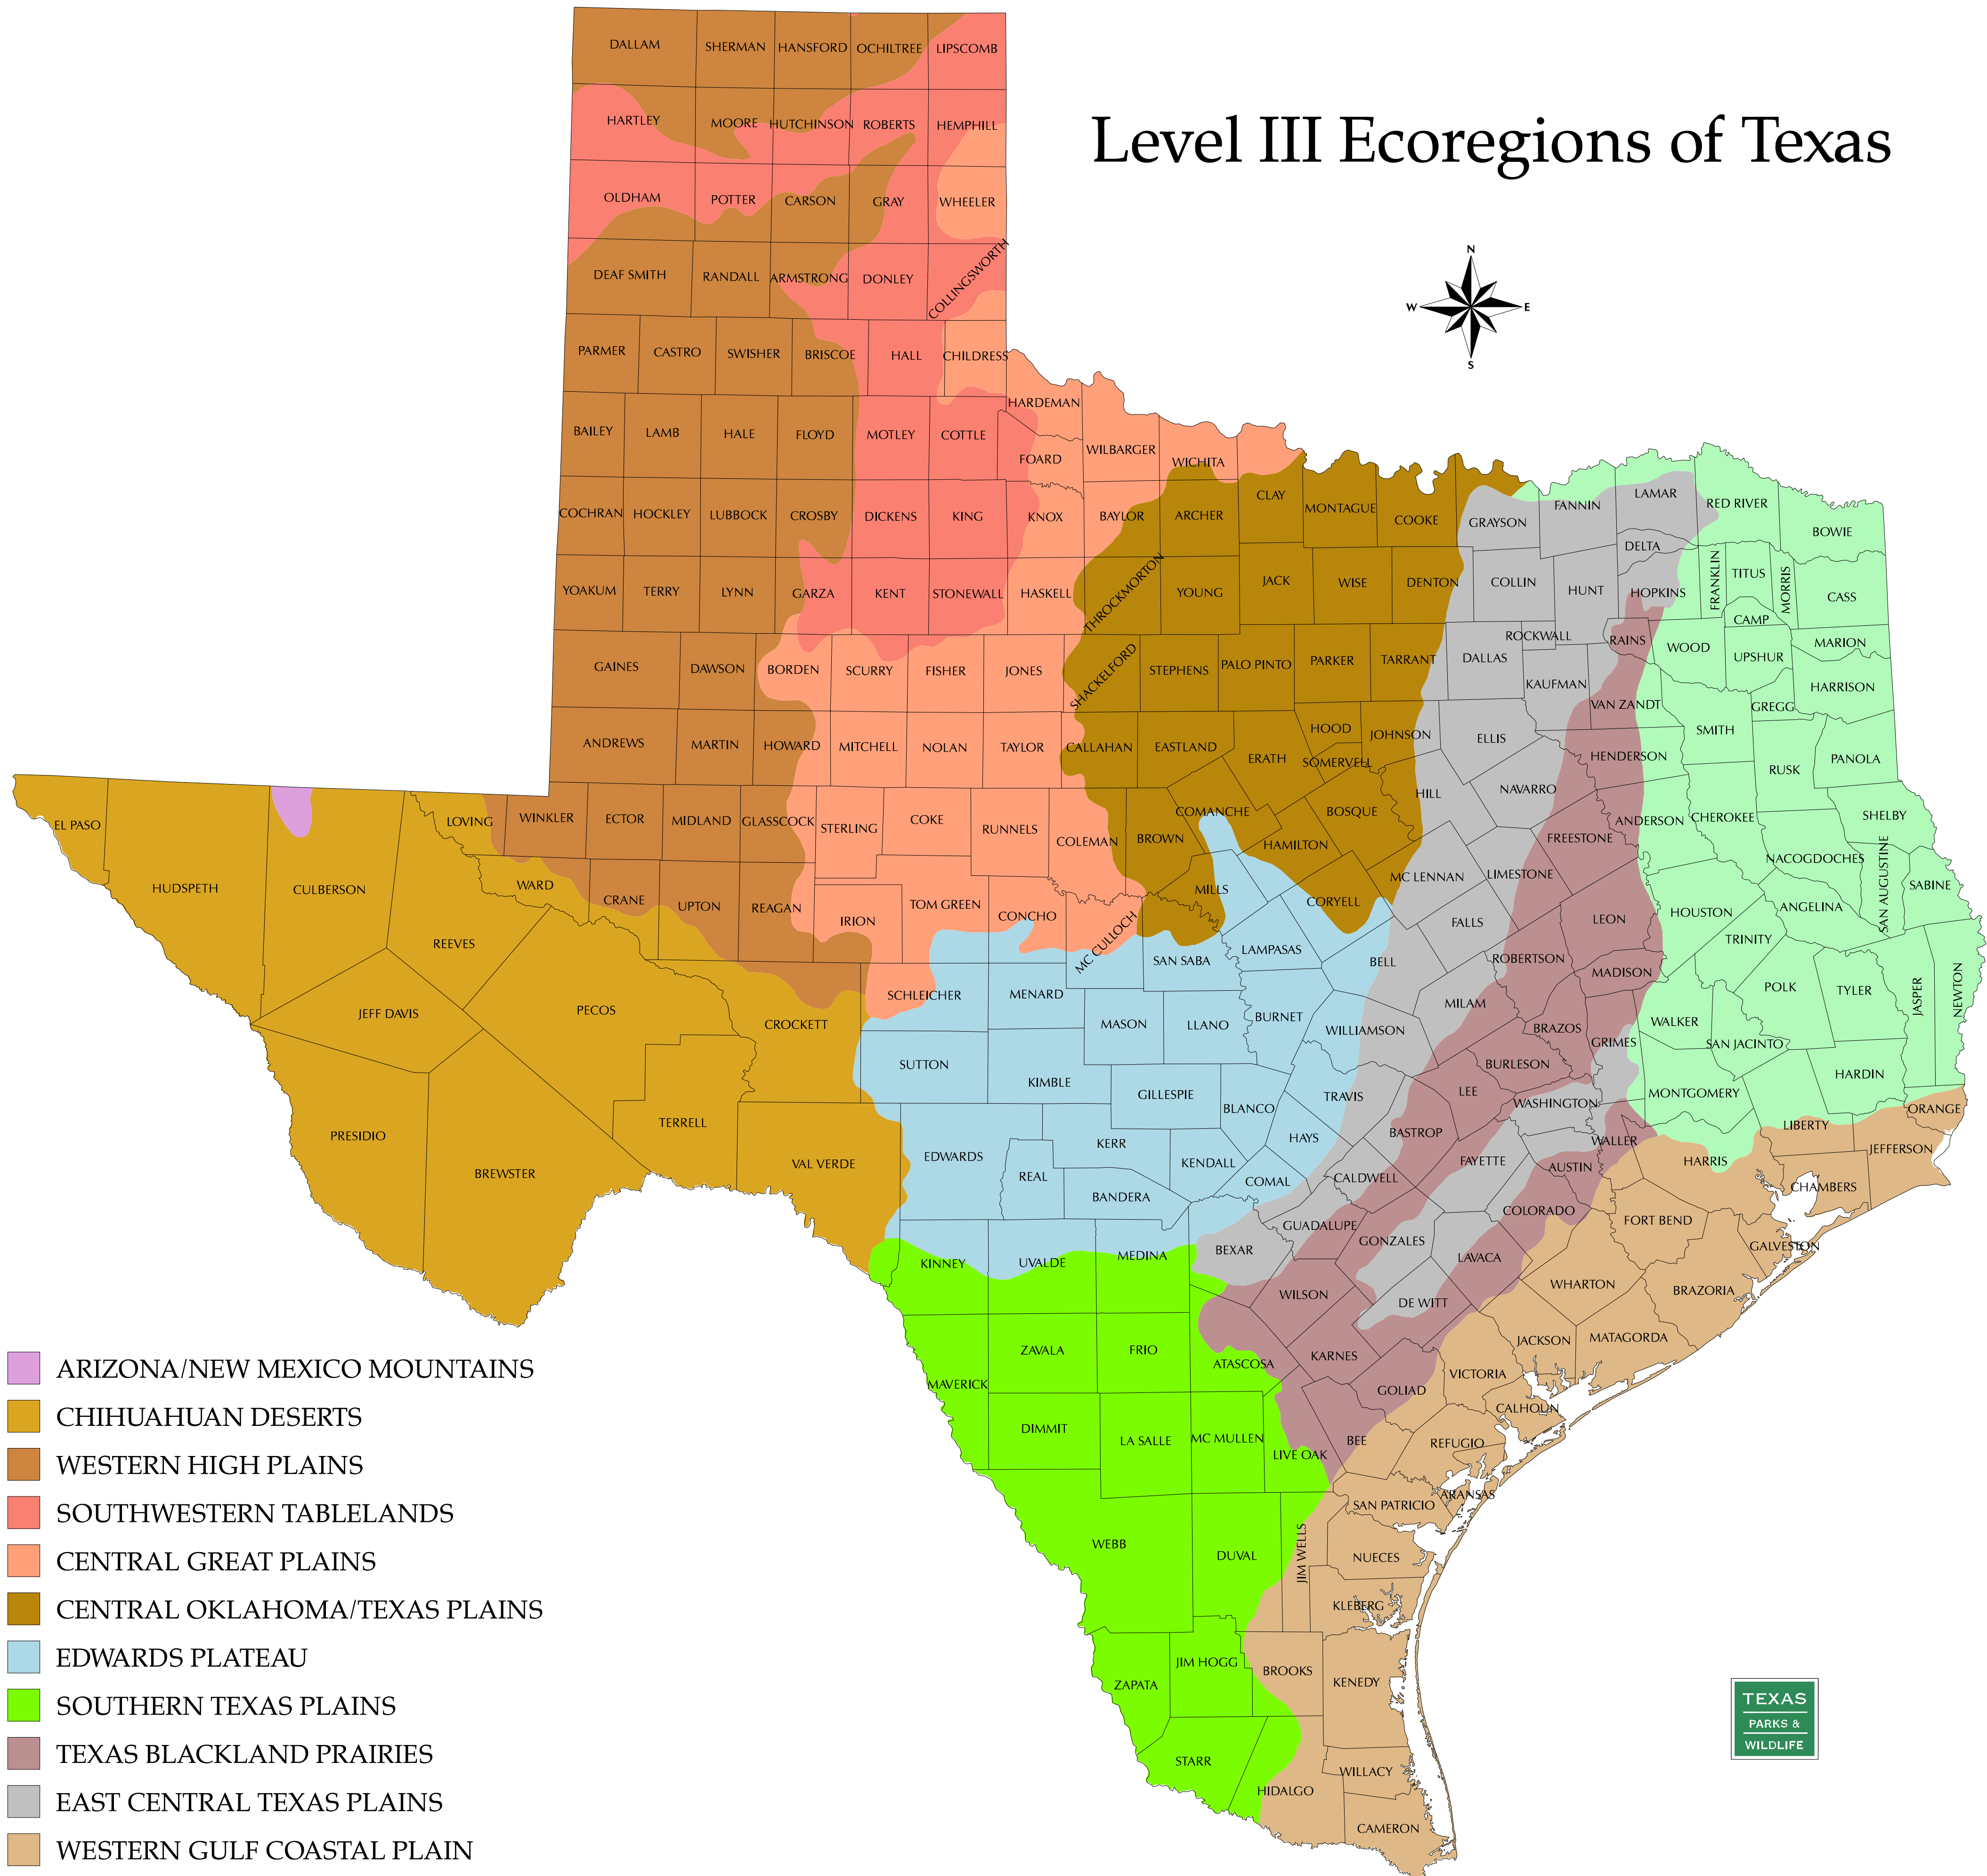 Level III Ecoregions of Texas
N
W E
S
DALLAM SHERMAN HANSFORD OCHILTREE LIPSCOMB
HARTLEY MOORE HUTCHINSON ROBERTS HEMPHILL
OLDHAM POTTER CARSON GRAY WHEELER
DEAF SMITH RANDALL ARMSTRONG DONLEY COLLINGSWORTH
PARMER CASTRO SWISHER BRISCOE HALL CHILDRESS
HARDEMAN
BAILEY LAMB HALE FLOYD MOTLEY COTTLE FOARD WILBARGER WICHITA
COCHRAN HOCKLEY LUBBOCK CROSBY DICKENS KING KNOX BAYLOR ARCHER CLAY MONTAGUE COOKE GRAYSON FANNIN LAMAR RED RIVER BOWIE
DELTA
YOAKUM TERRY LYNN GARZA KENT STONEWALL HASKELL THROCKMORTON YOUNG JACK WISE DENTON COLLIN HUNT HOPKINS FRANKLIN TITUS MORRIS CASS
CAMP
ROCKWALL RAINS WOOD UPSHUR MARION
GAINES DAWSON BORDEN SCURRY FISHER JONES SHACKELFORD STEPHENS PALO PINTO PARKER TARRANT DALLAS KAUFMAN VAN ZANDT GREGG HARRISON
ANDREWS MARTIN HOWARD MITCHELL NOLAN TAYLOR CALLAHAN EASTLAND ERATH HOOD SOMERVELL JOHNSON ELLIS HENDERSON SMITH RUSK PANOLA
EL PASO HUDSPETH CULBERSON REEVES LOVING WINKLER ECTOR MIDLAND GLASSCOCK STERLING COKE RUNNELS COLEMAN BROWN COMANCHE HAMILTON BOSQUE HILL NAVARRO FREESTONE ANDERSON CHEROKEE NACOGDOCHES SHELBY
WARD CRANE UPTON REAGAN IRION TOM GREEN CONCHO MC CULLOCH MILLS CORYELL MC LENNAN LIMESTONE SAN AUGUSTINE SABINE
SAN SABA LAMPASAS BELL FALLS LEON HOUSTON ANGELINA TRINITY
JEFF DAVIS PECOS CROCKETT SCHLEICHER MENARD MASON LLANO BURNET WILLIAMSON MILAM ROBERTSON MADISON WALKER POLK TYLER JASPER NEWTON
BRAZOS GRIMES SAN JACINTO
SUTTON KIMBLE GILLESPIE BLANCO TRAVIS LEE BURLESON WASHINGTON MONTGOMERY HARDIN
PRESIDIO BREWSTER TERRELL VAL VERDE EDWARDS REAL KERR BANDERA KENDALL HAYS COMAL BASTROP CALDWELL FAYETTE AUSTIN WALLER HARRIS LIBERTY ORANGE
JEFFERSON CHAMBERS
KINNEY UVALDE MEDINA BEXAR GUADALUPE GONZALES LAVACA COLORADO FORT BEND GALVESTON
WILSON DE WITT WHARTON BRAZORIA
MAVERICK ZAVALA FRIO ATASCOSA KARNES GOLIAD VICTORIA JACKSON MATAGORDA
DIMMIT LA SALLE MC MULLEN LIVE OAK BEE REFUGIO CALHOUN
WEBB DUVAL JIM WELLS SAN PATRICIO ARANSAS
NUECES
KLEBERG
ZAPATA JIM HOGG BROOKS KENEDY
STARR HIDALGO WILLACY
CAMERON
ARIZONA/NEW MEXICO MOUNTAINS
CHIHUAHUAN DESERTS
WESTERN HIGH PLAINS
SOUTHWESTERN TABLELANDS
CENTRAL GREAT PLAINS
CENTRAL OKLAHOMA/TEXAS PLAINS
EDWARDS PLATEAU
SOUTHERN TEXAS PLAINS
TEXAS BLACKLAND PRAIRIES
EAST CENTRAL TEXAS PLAINS
WESTERN GULF COASTAL PLAIN
TEXAS
PARKS &
WILDLIFE